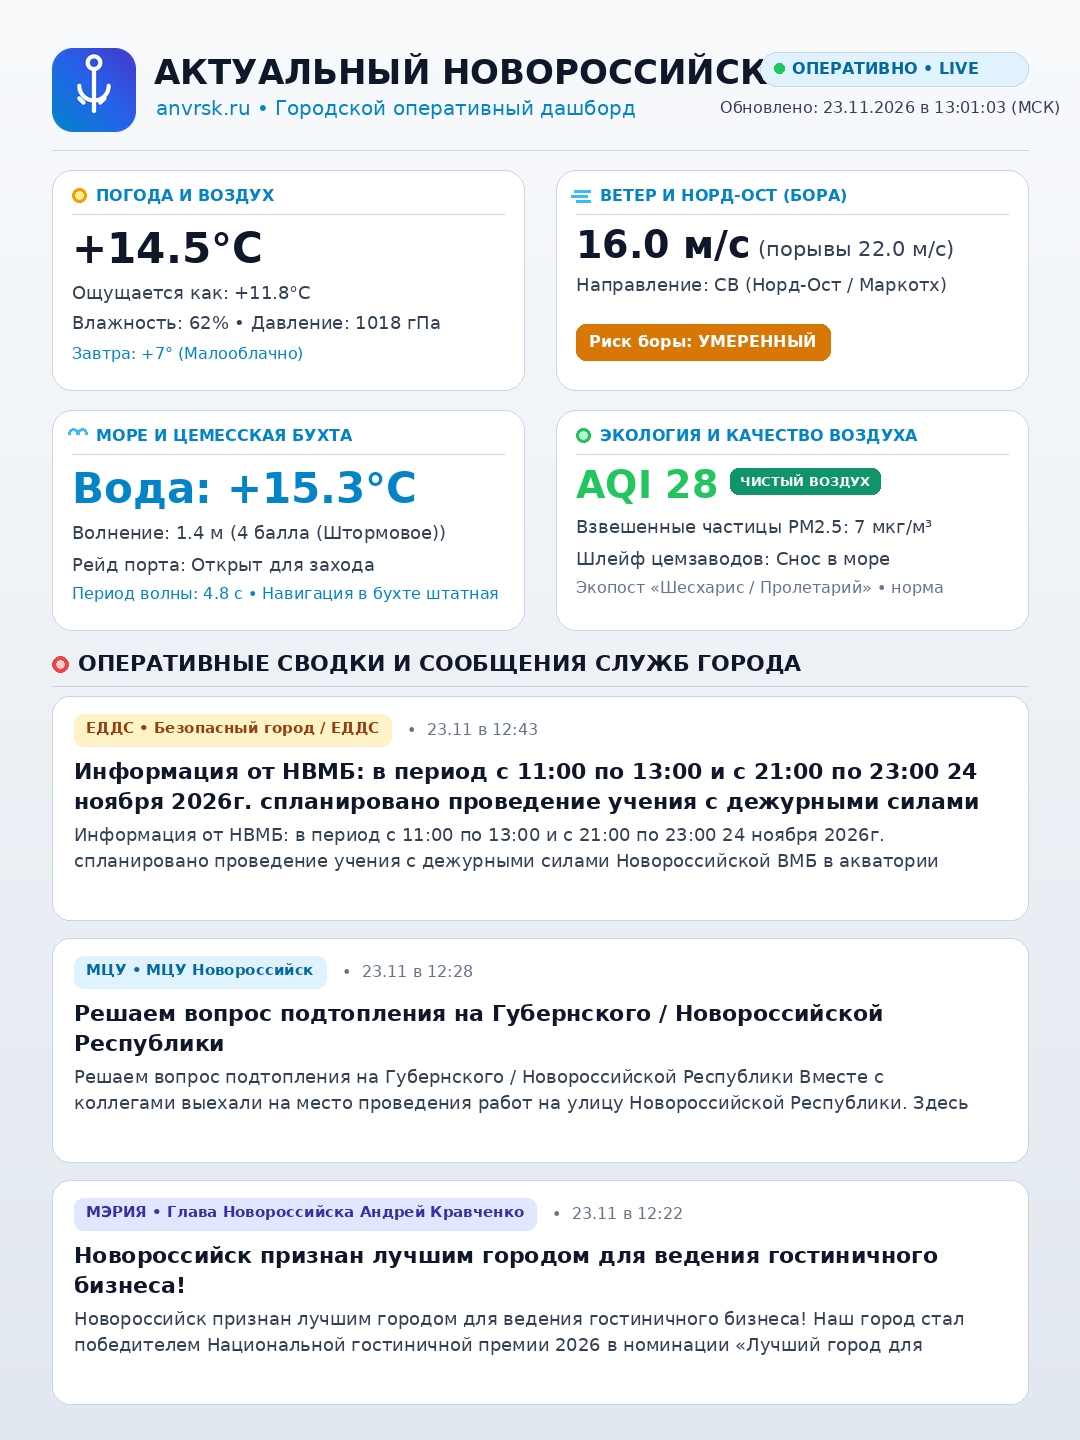 АКТУАЛЬНЫЙ НОВОРОССИЙСК
ОПЕРАТИВНО • LIVE
anvrsk.ru • Городской оперативный дашборд
Обновлено: 23.11.2026 в 13:01:03 (МСК)
ПОГОДА И ВОЗДУХ
+14.5°C
Ощущается как: +11.8°C
Влажность: 62% • Давление: 1018 гПа
Завтра: +7° (Малооблачно)
ВЕТЕР И НОРД-ОСТ (БОРА)
16.0 м/с (порывы 22.0 м/с)
Направление: СВ (Норд-Ост / Маркотх)
Риск боры: УМЕРЕННЫЙ
МОРЕ И ЦЕМЕССКАЯ БУХТА
Вода: +15.3°C
Волнение: 1.4 м (4 балла (Штормовое))
Рейд порта: Открыт для захода
Период волны: 4.8 с • Навигация в бухте штатная
ЭКОЛОГИЯ И КАЧЕСТВО ВОЗДУХА
AQI 28 ЧИСТЫЙ ВОЗДУХ
Взвешенные частицы PM2.5: 7 мкг/м³
Шлейф цемзаводов: Снос в море
Экопост «Шесхарис / Пролетарий» • норма
ОПЕРАТИВНЫЕ СВОДКИ И СООБЩЕНИЯ СЛУЖБ ГОРОДА
ЕДДС • Безопасный город / ЕДДС • 23.11 в 12:43
Информация от НВМБ: в период с 11:00 по 13:00 и с 21:00 по 23:00 24
ноября 2026г. спланировано проведение учения с дежурными силами
Информация от НВМБ: в период с 11:00 по 13:00 и с 21:00 по 23:00 24 ноября 2026г.
спланировано проведение учения с дежурными силами Новороссийской ВМБ в акватории
МЦУ • МЦУ Новороссийск • 23.11 в 12:28
Решаем вопрос подтопления на Губернского / Новороссийской
Республики
Решаем вопрос подтопления на Губернского / Новороссийской Республики Вместе с
коллегами выехали на место проведения работ на улицу Новороссийской Республики. Здесь
МЭРИЯ • Глава Новороссийска Андрей Кравченко • 23.11 в 12:22
Новороссийск признан лучшим городом для ведения гостиничного
бизнеса!
Новороссийск признан лучшим городом для ведения гостиничного бизнеса! Наш город стал
победителем Национальной гостиничной премии 2026 в номинации «Лучший город для